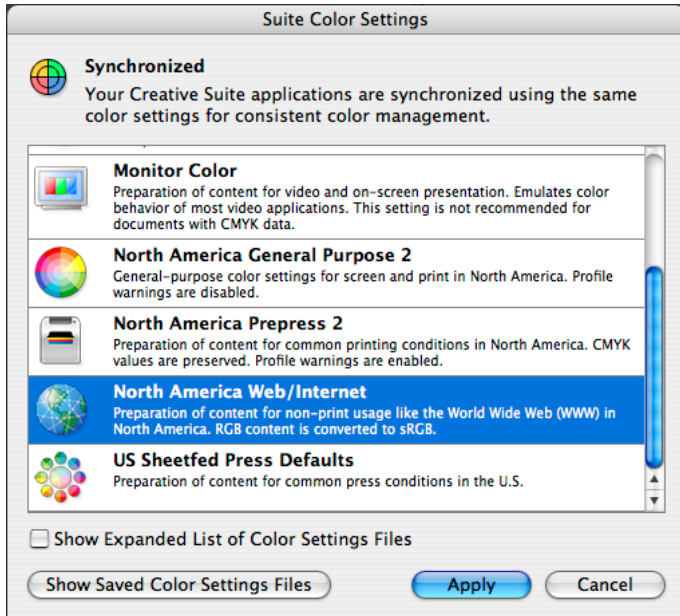 Suite Color Settings
Synchronized
Your Creative Suite applications are synchronized using the same
color settings for consistent color management.
Monitor Color
Preparation of content for video and on-screen presentation. Emulates color
behavior of most video applications. This setting is not recommended for
documents with CMYK data.
North America General Purpose 2
General-purpose color settings for screen and print in North America. Profile
warnings are disabled.
North America Prepress 2
Preparation of content for common printing conditions in North America. CMYK
values are preserved. Profile warnings are enabled.
North America Web/Internet
Preparation of content for non-print usage like the World Wide Web (WWW) in
North America. RGB content is converted to sRGB.
US Sheetfed Press Defaults
Preparation of content for common press conditions in the U.S.
Show Expanded List of Color Settings Files
Show Saved Color Settings Files
Apply
Cancel